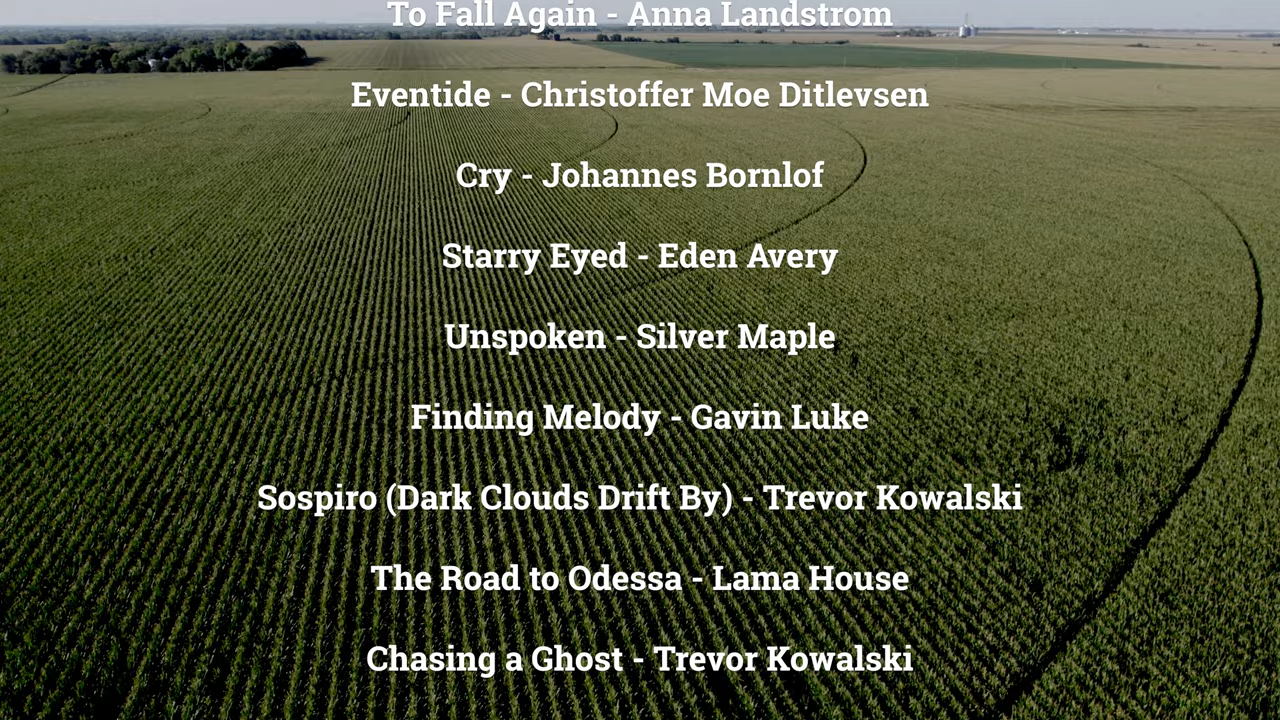 To Fall Again - Anna Landstrom
Eventide - Christoffer Moe Ditlevsen
Cry - Johannes Bornlof
Starry Eyed - Eden Avery
Unspoken - Silver Maple
Finding Melody - Gavin Luke
Sospiro (Dark Clouds Drift By) - Trevor Kowalski
The Road to Odessa - Lama House
Chasing a Ghost - Trevor Kowalski